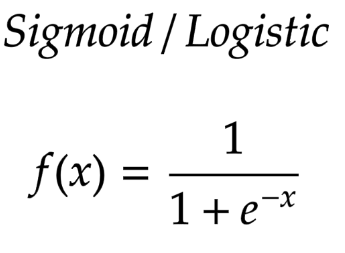 Sigmoid / Logistic
f(x) = 1 / (1 + e^{-x})